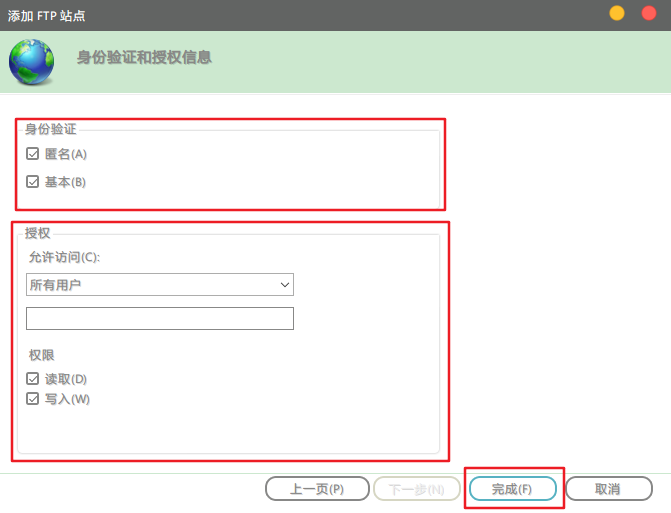 添加 FTP 站点
身份验证和授权信息
身份验证
匿名(A)
基本(B)
授权
允许访问(C):
所有用户
权限
读取(D)
写入(W)
上一页(P) 下一步(N) 完成(F) 取消